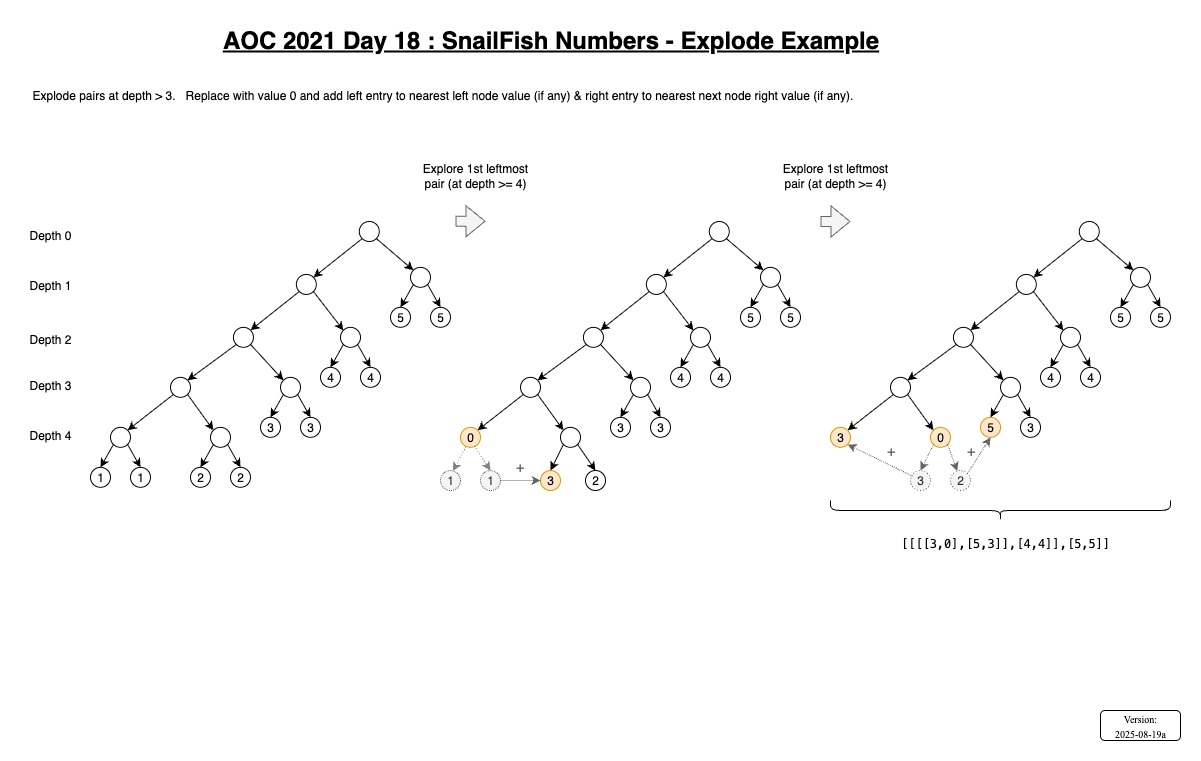 AOC 2021 Day 18 : SnailFish Numbers - Explode Example
Explode pairs at depth > 3.   Replace with value 0 and add left entry to nearest left node value (if any) & right entry to nearest next node right value (if any).
Explore 1st leftmost
pair (at depth >= 4)
Explore 1st leftmost
pair (at depth >= 4)
Depth 0
Depth 1
Depth 2
Depth 3
Depth 4
5 5
4 4
3 3
1 1 2 2
5 5
4 4
3 3
0
1 1 + 3 2
5 5
4 4
3 0 5 3
+ +
3 2
[[[[3,0],[5,3]],[4,4]],[5,5]]
Version:
2025-08-19a